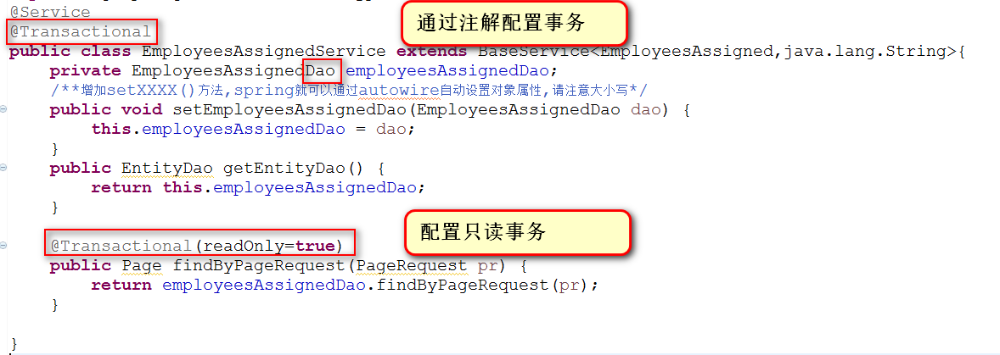 @Service
通过注解配置事务
@Transactional
public class EmployeesAssignedService extends BaseService<EmployeesAssigned,java.lang.String>{
    private EmployeesAssignedDao employeesAssignedDao;
    /**增加setXXXX()方法,spring就可以通过autowire自动设置对象属性,请注意大小写*/
    public void setEmployeesAssignedDao(EmployeesAssignedDao dao) {
        this.employeesAssignedDao = dao;
    }
    public EntityDao getEntityDao() {
        return this.employeesAssignedDao;
    }
配置只读事务
    @Transactional(readOnly=true)
    public Page findByPageRequest(PageRequest pr) {
        return employeesAssignedDao.findByPageRequest(pr);
    }
}